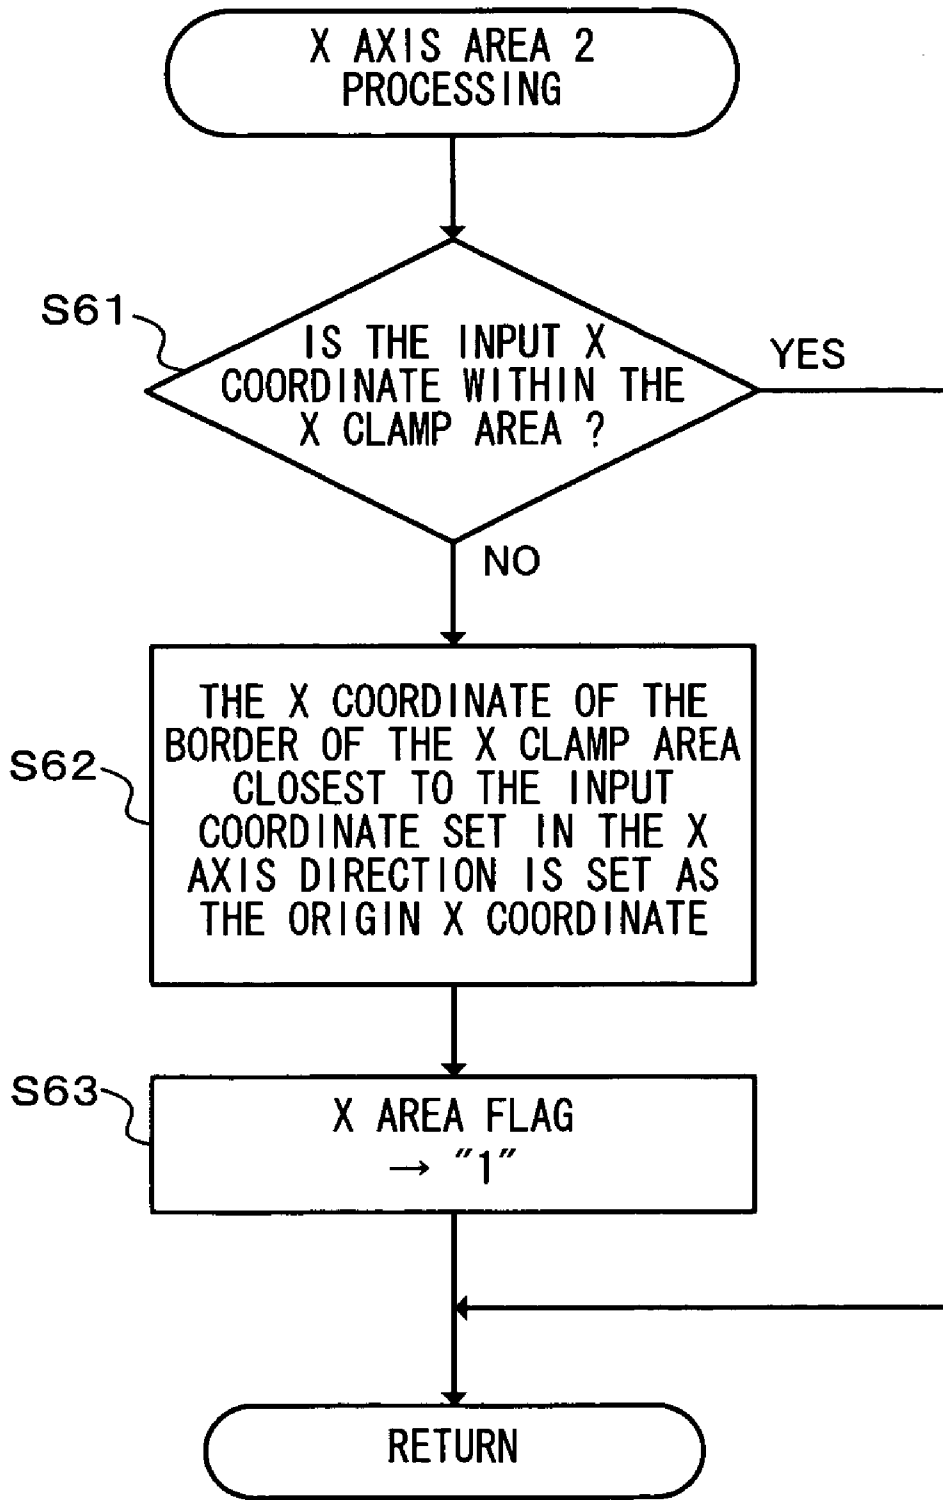 X AXIS AREA 2
PROCESSING
S61
IS THE INPUT X
COORDINATE WITHIN THE
X CLAMP AREA ?
YES
NO
S62
THE X COORDINATE OF THE
BORDER OF THE X CLAMP AREA
CLOSEST TO THE INPUT
COORDINATE SET IN THE X
AXIS DIRECTION IS SET AS
THE ORIGIN X COORDINATE
S63
X AREA FLAG
→ "1"
RETURN